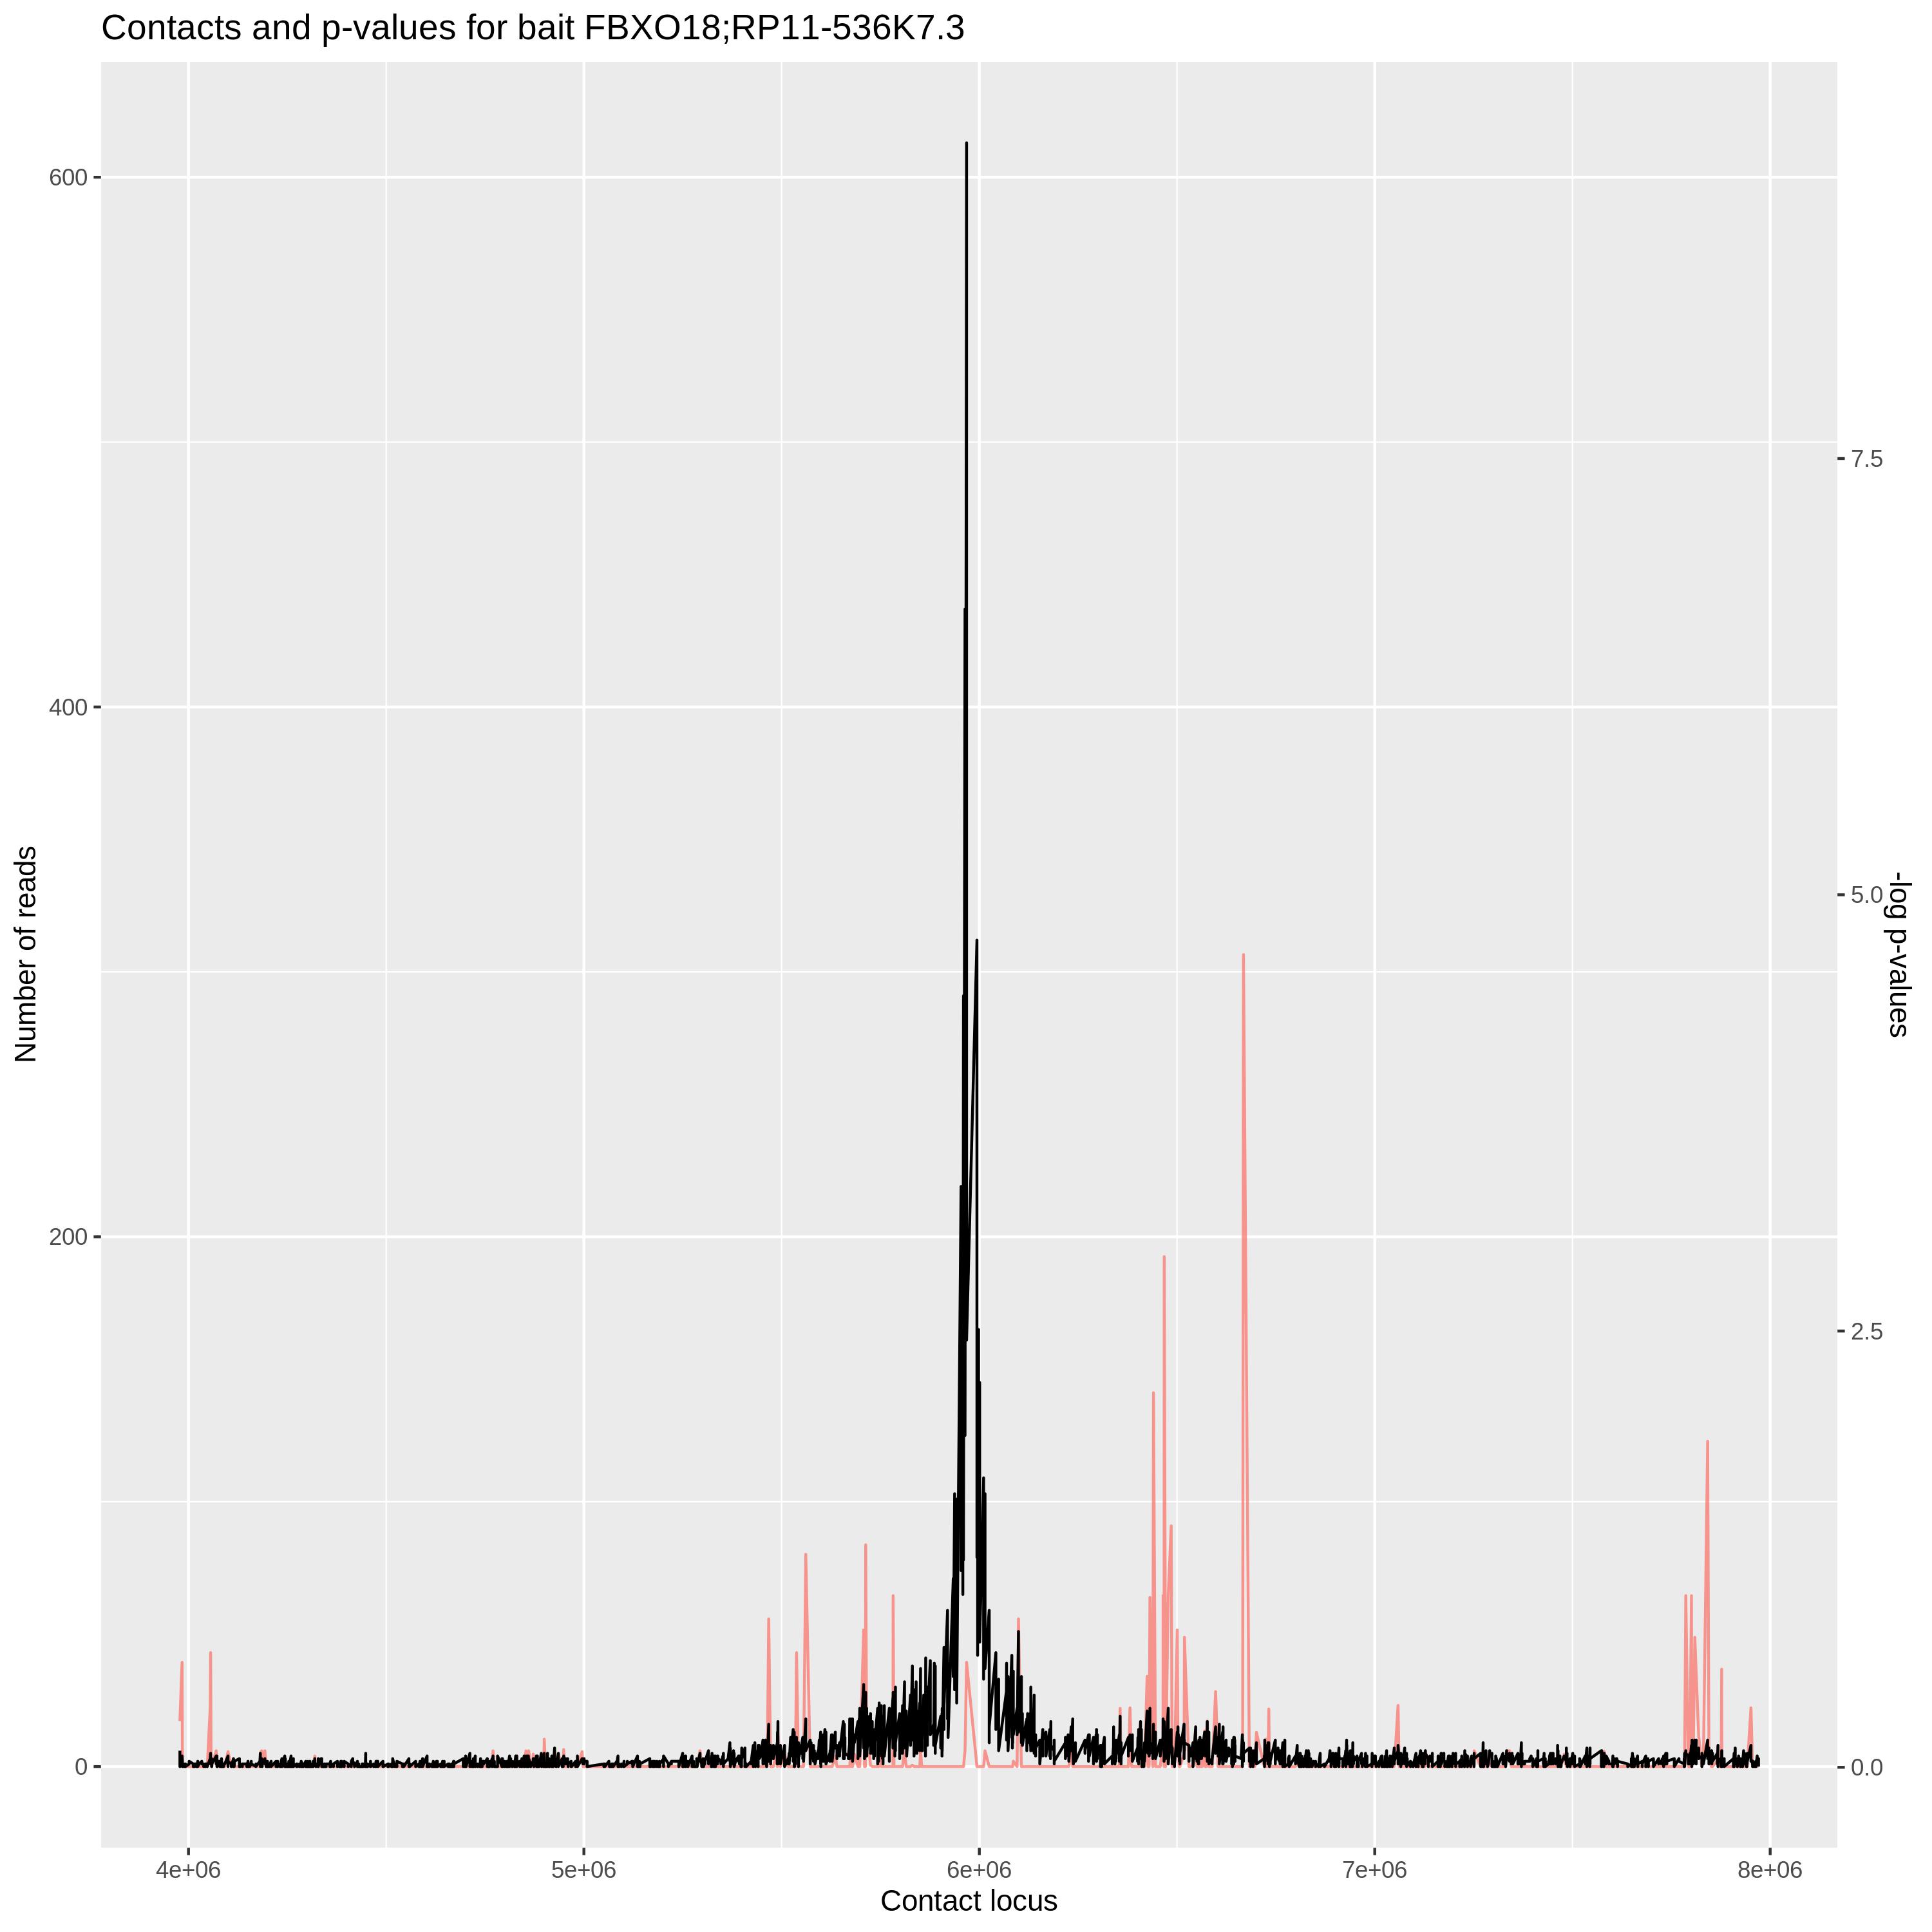 Contacts and p-values for bait FBXO18;RP11-536K7.3
Number of reads
600
400
200
0
7.5
5.0
2.5
0.0
-log p-values
4e+06 5e+06 6e+06 7e+06 8e+06
Contact locus